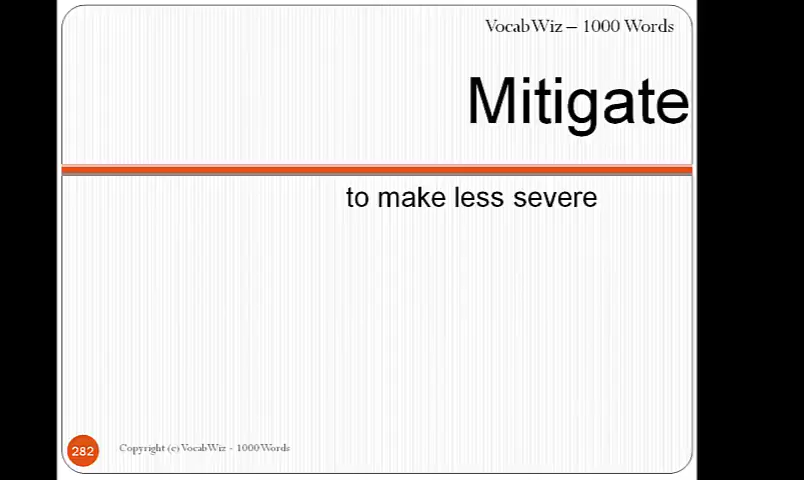 VocabWiz – 1000 Words
Mitigate
to make less severe
282
Copyright (c) VocabWiz - 1000 Words